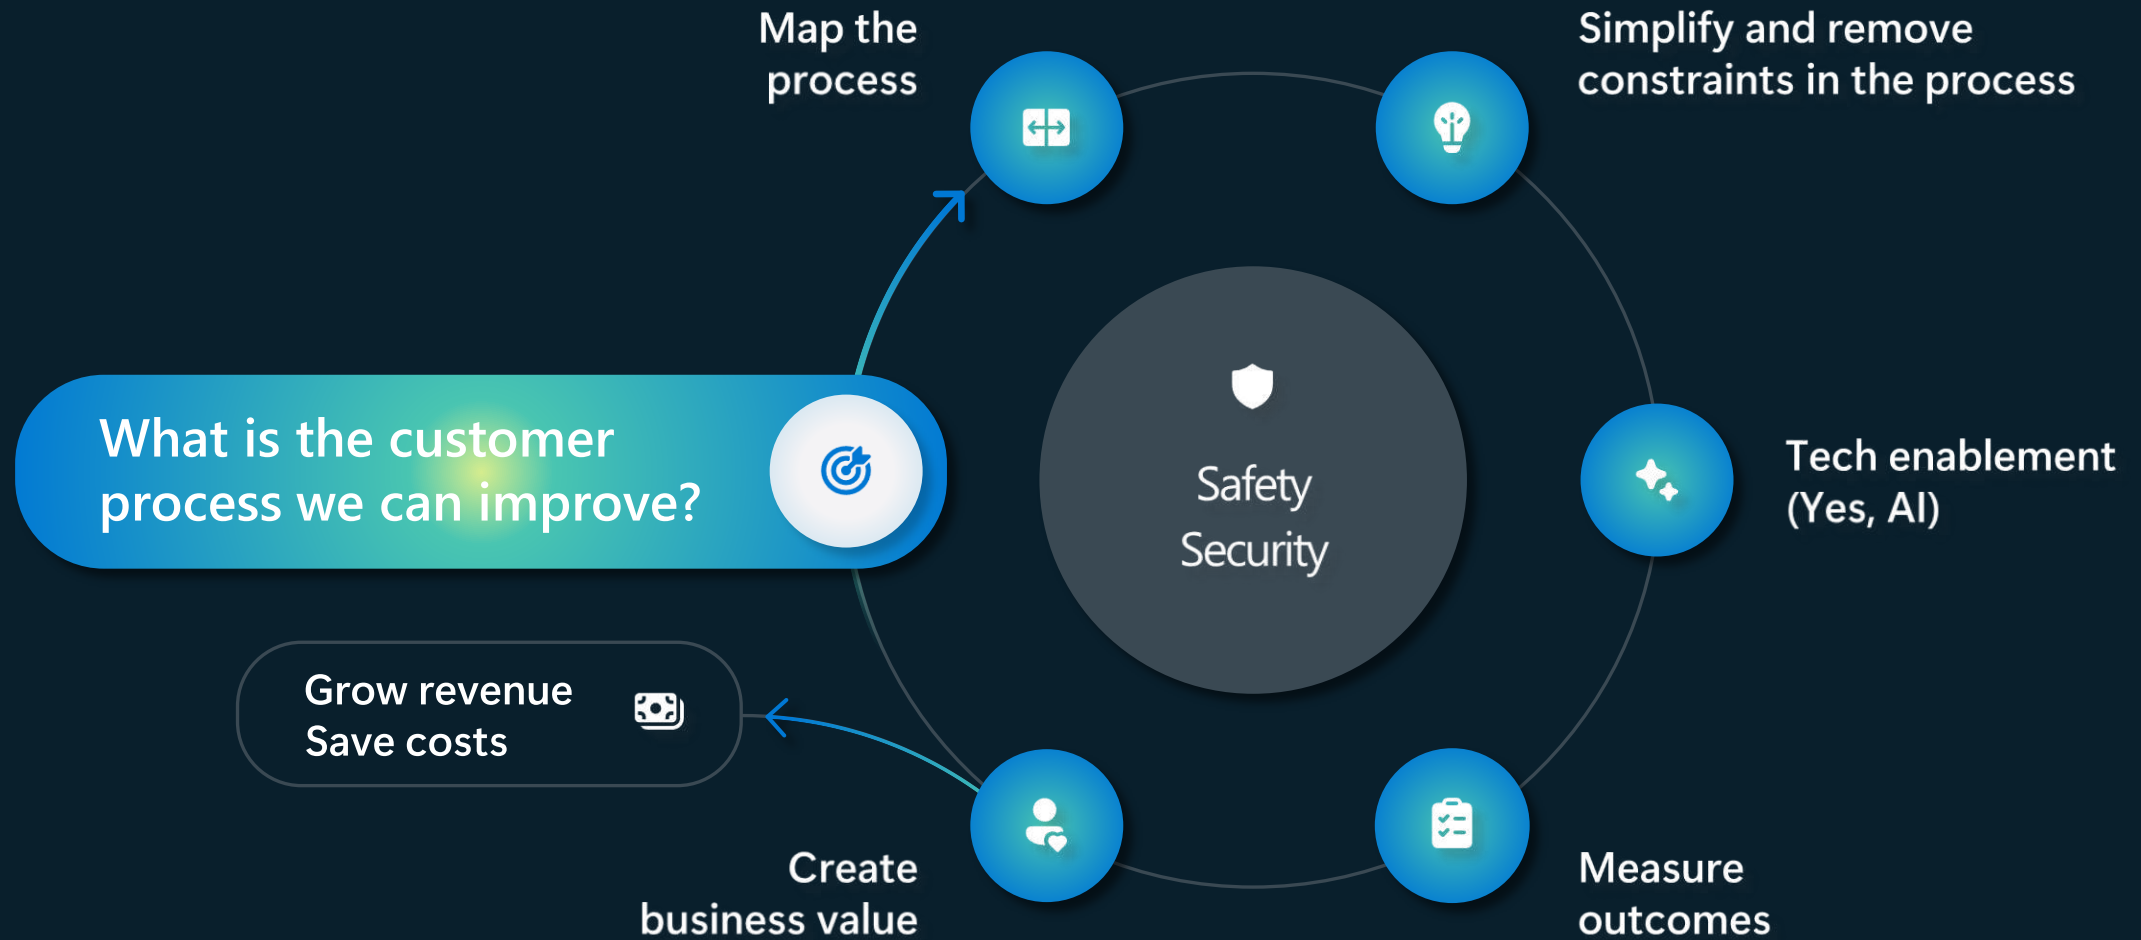 Map the
process
Simplify and remove
constraints in the process
What is the customer
process we can improve?
Safety
Security
Tech enablement
(Yes, AI)
Grow revenue
Save costs
Create
business value
Measure
outcomes